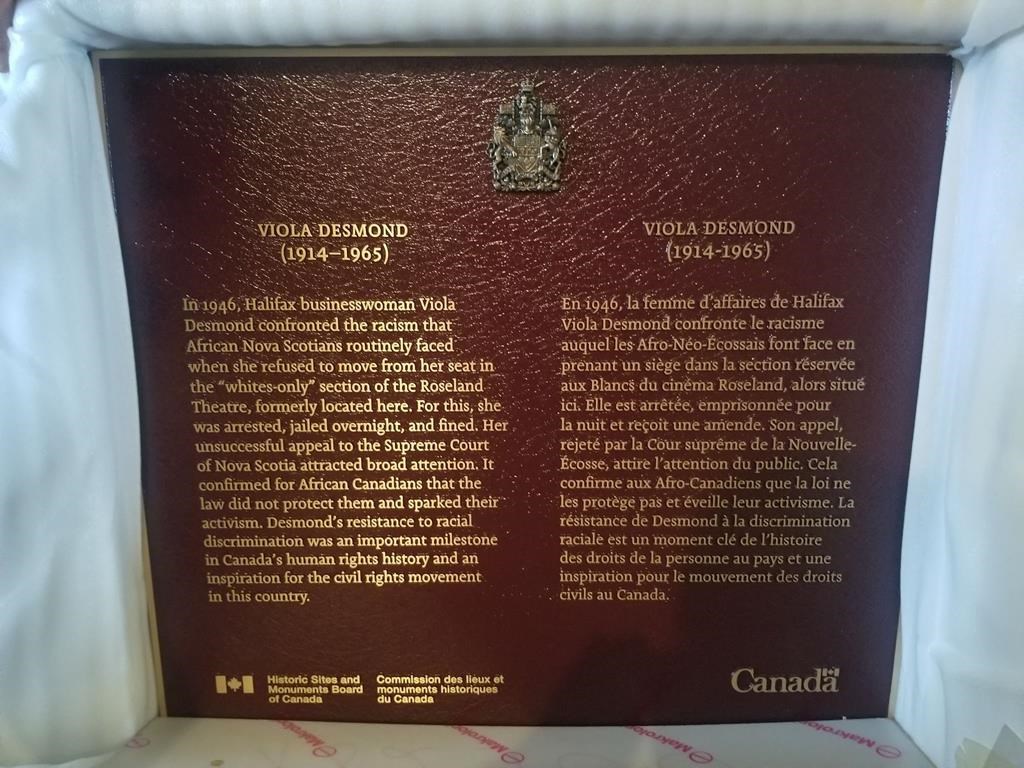 VIOLA DESMOND
(1914–1965)
In 1946, Halifax businesswoman Viola
Desmond confronted the racism that
African Nova Scotians routinely faced
when she refused to move from her seat in
the “whites-only” section of the Roseland
Theatre, formerly located here. For this, she
was arrested, jailed overnight, and fined. Her
unsuccessful appeal to the Supreme Court
of Nova Scotia attracted broad attention. It
confirmed for African Canadians that the
law did not protect them and sparked their
activism. Desmond’s resistance to racial
discrimination was an important milestone
in Canada’s human rights history and an
inspiration for the civil rights movement
in this country.
VIOLA DESMOND
(1914-1965)
En 1946, la femme d’affaires de Halifax
Viola Desmond confronte le racisme
auquel les Afro-Néo-Écossais font face en
prenant un siège dans la section réservée
aux Blancs du cinéma Roseland, alors situé
ici. Elle est arrêtée, emprisonnée pour
la nuit et reçoit une amende. Son appel,
rejeté par la Cour suprême de la Nouvelle-
Écosse, attire l’attention du public. Cela
confirme aux Afro-Canadiens que la loi ne
les protège pas et éveille leur activisme. La
résistance de Desmond à la discrimination
raciale est un moment clé de l’histoire
des droits de la personne au pays et une
inspiration pour le mouvement des droits
civils au Canada.
Historic Sites and
Monuments Board
of Canada
Commission des lieux et
monuments historiques
du Canada
Canada
Makrolon
Makrolon